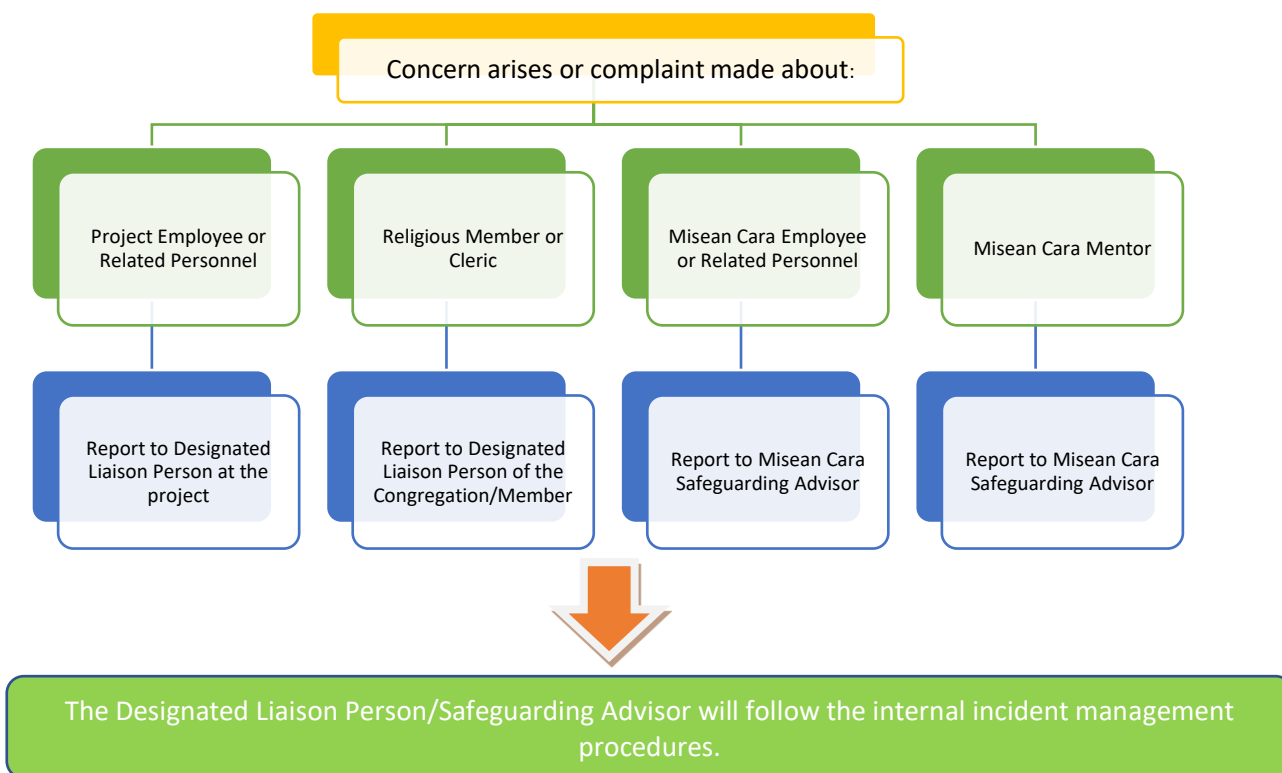 Concern arises or complaint made about:
Project Employee or
Related Personnel
Religious Member or
Cleric
Misean Cara Employee
or Related Personnel
Misean Cara Mentor
Report to Designated
Liaison Person at the
project
Report to Designated
Liaison Person of the
Congregation/Member
Report to Misean Cara
Safeguarding Advisor
Report to Misean Cara
Safeguarding Advisor
The Designated Liaison Person/Safeguarding Advisor will follow the internal incident management
procedures.